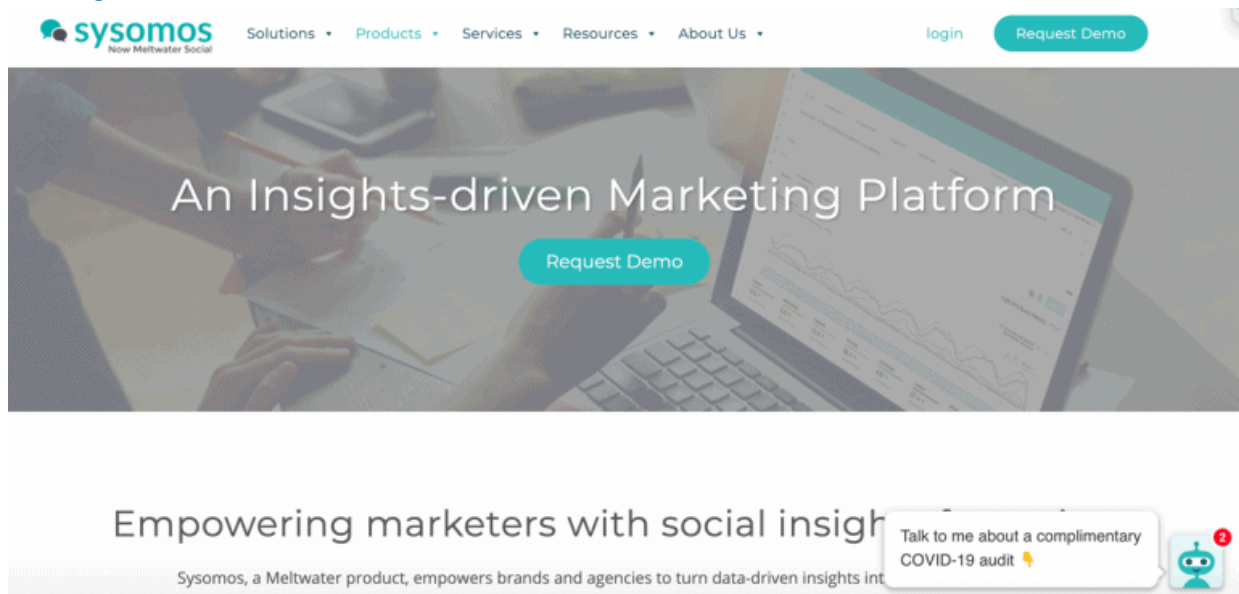 sysomos
Now Meltwater Social
Solutions
Products
Services
Resources
About Us
login
Request Demo
An Insights-driven Marketing Platform
Request Demo
Empowering marketers with social
Sysomos, a Meltwater product, empowers brands and agencies to turn data-driven insights
Talk to me about a complimentary
COVID-19 audit 👇
2